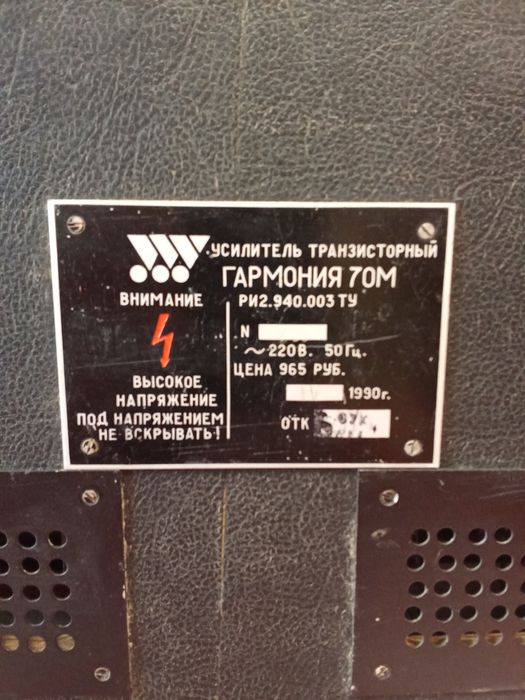 УСИЛИТЕЛЬ ТРАНЗИСТОРНЫЙ
ГАРМОНИЯ 70М
РИ2.940.003 ТУ
ВНИМАНИЕ
ВЫСОКОЕ
НАПРЯЖЕНИЕ
ПОД НАПРЯЖЕНИЕМ
НЕ ВСКРЫВАТЬ!
N
~ 220В. 50Гц.
ЦЕНА 965 РУБ.
1990г.
ОТК